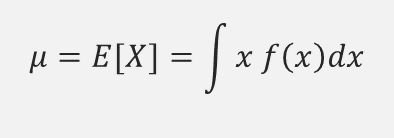 μ = E[X] = ∫ x f(x)dx